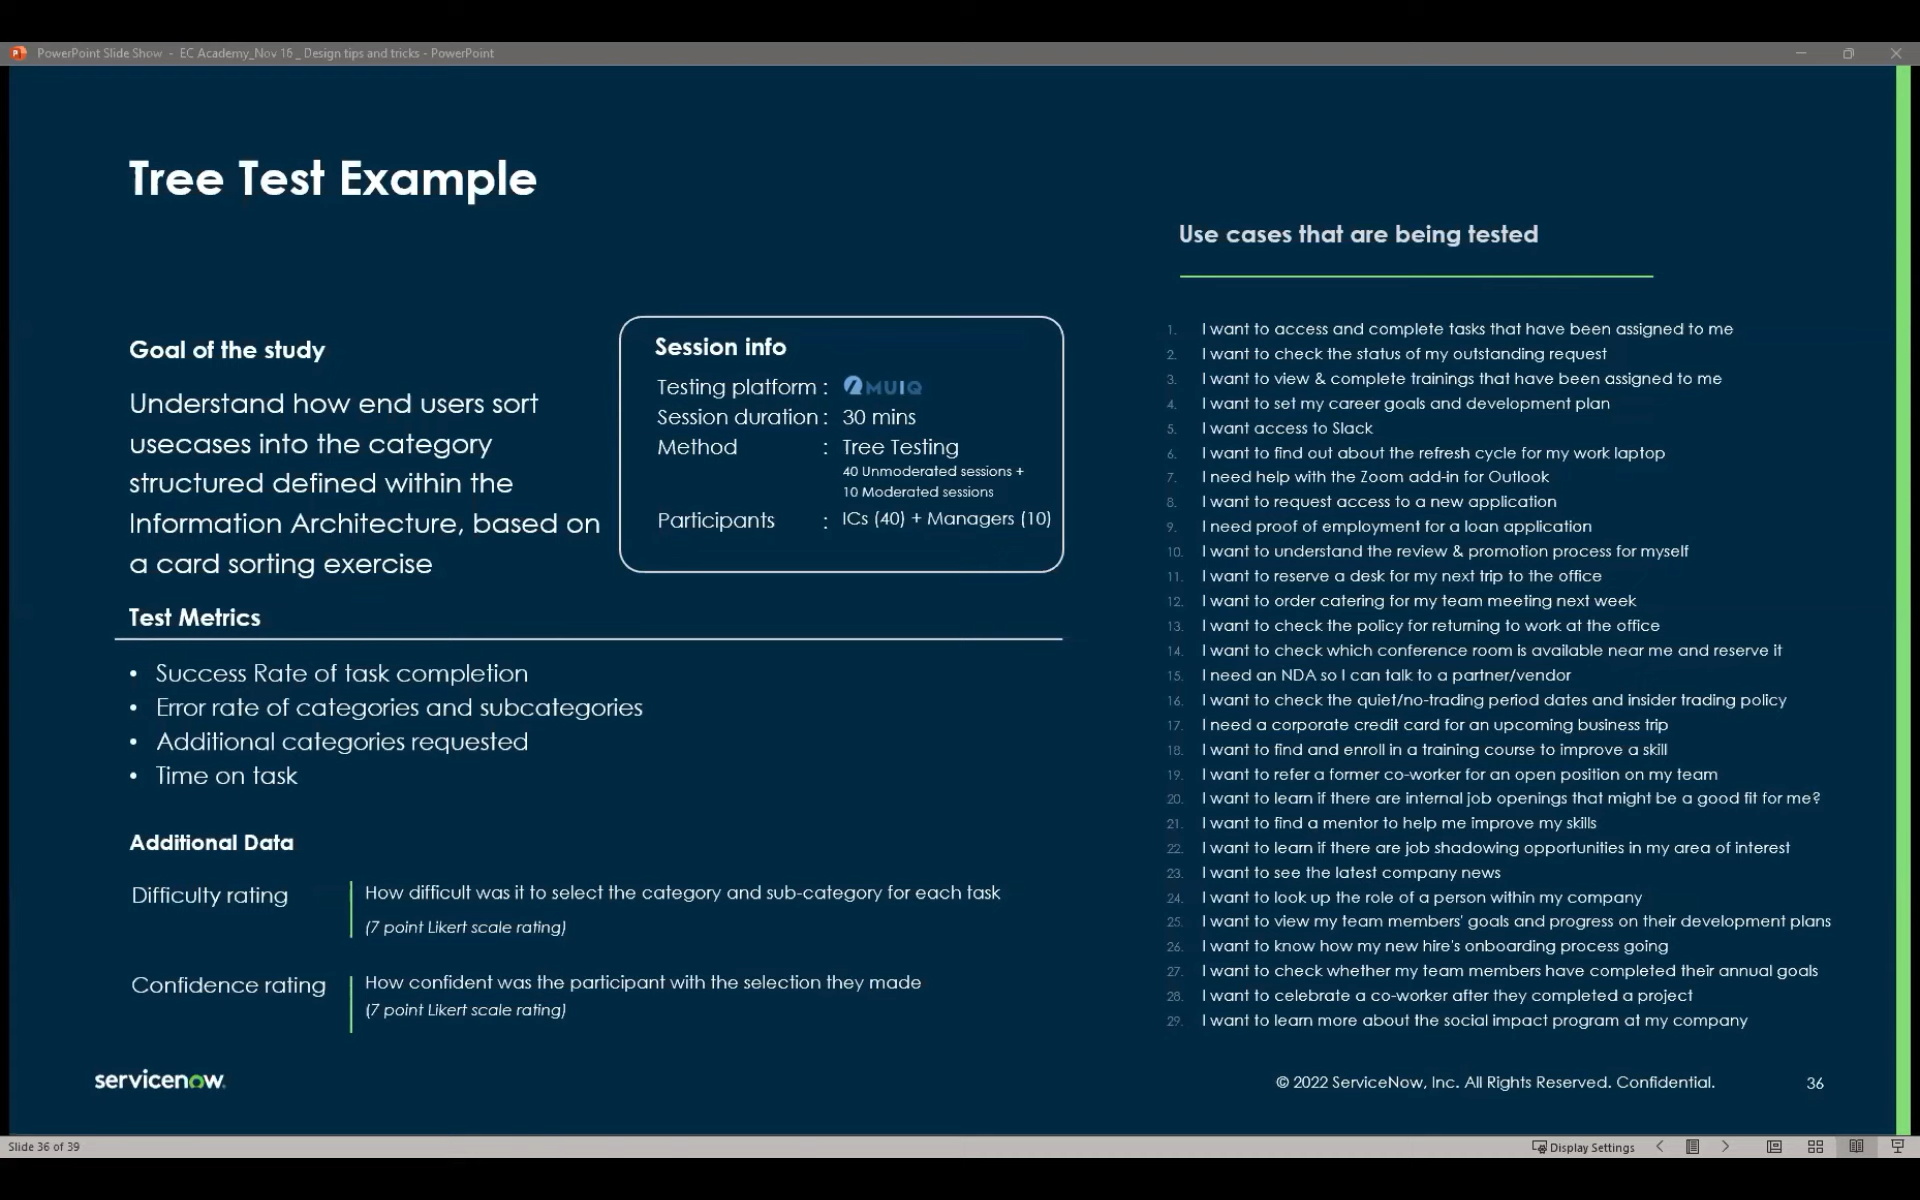 PowerPoint Slide Show - EC Academy_Nov 16 _ Design tips and tricks - PowerPoint
Tree Test Example
Goal of the study
Understand how end users sort
usecases into the category
structured defined within the
Information Architecture, based on
a card sorting exercise
Session info
Testing platform : MUIQ
Session duration : 30 mins
Method : Tree Testing
40 Unmoderated sessions +
10 Moderated sessions
Participants : ICs (40) + Managers (10)
Test Metrics
• Success Rate of task completion
• Error rate of categories and subcategories
• Additional categories requested
• Time on task
Additional Data
Difficulty rating
How difficult was it to select the category and sub-category for each task
(7 point Likert scale rating)
Confidence rating
How confident was the participant with the selection they made
(7 point Likert scale rating)
Use cases that are being tested
1. I want to access and complete tasks that have been assigned to me
2. I want to check the status of my outstanding request
3. I want to view & complete trainings that have been assigned to me
4. I want to set my career goals and development plan
5. I want access to Slack
6. I want to find out about the refresh cycle for my work laptop
7. I need help with the Zoom add-in for Outlook
8. I want to request access to a new application
9. I need proof of employment for a loan application
10. I want to understand the review & promotion process for myself
11. I want to reserve a desk for my next trip to the office
12. I want to order catering for my team meeting next week
13. I want to check the policy for returning to work at the office
14. I want to check which conference room is available near me and reserve it
15. I need an NDA so I can talk to a partner/vendor
16. I want to check the quiet/no-trading period dates and insider trading policy
17. I need a corporate credit card for an upcoming business trip
18. I want to find and enroll in a training course to improve a skill
19. I want to refer a former co-worker for an open position on my team
20. I want to learn if there are internal job openings that might be a good fit for me?
21. I want to find a mentor to help me improve my skills
22. I want to learn if there are job shadowing opportunities in my area of interest
23. I want to see the latest company news
24. I want to look up the role of a person within my company
25. I want to view my team members' goals and progress on their development plans
26. I want to know how my new hire's onboarding process going
27. I want to check whether my team members have completed their annual goals
28. I want to celebrate a co-worker after they completed a project
29. I want to learn more about the social impact program at my company
servicenow.
© 2022 ServiceNow, Inc. All Rights Reserved. Confidential.
36
Slide 36 of 39
Display Settings